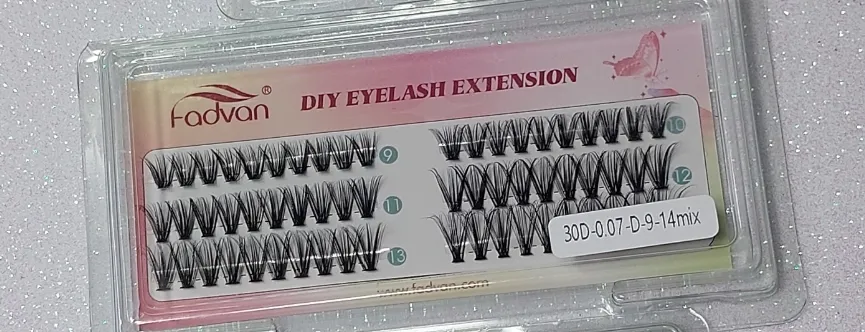 Fadvan®
DIY EYELASH EXTENSION
9
10
11
12
13
30D-0.07-D-9-14mix
www.fadvan.com